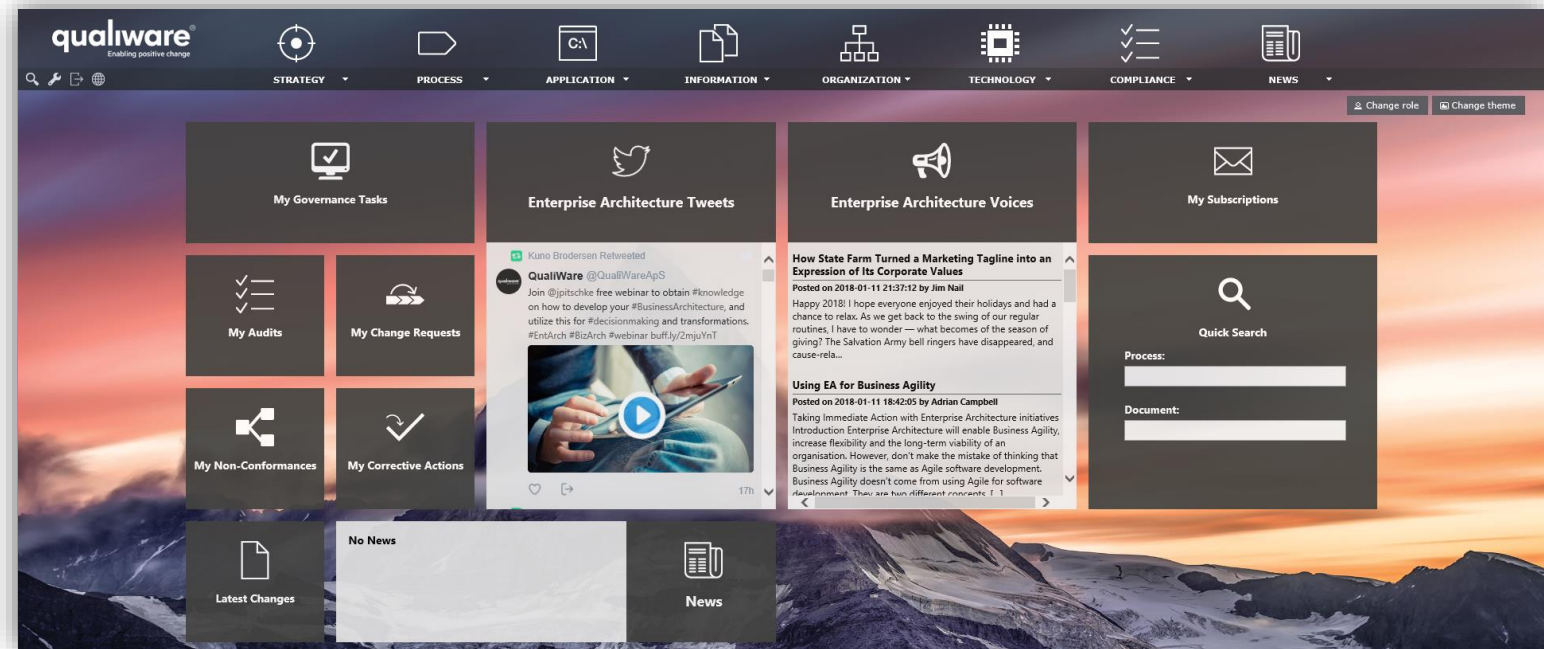 qualiware®
Enabling positive change
C:\
STRATEGY
PROCESS
APPLICATION
INFORMATION
ORGANIZATION
TECHNOLOGY
COMPLIANCE
NEWS
Change role
Change theme
My Governance Tasks
Enterprise Architecture Tweets
Enterprise Architecture Voices
My Subscriptions
My Audits
My Change Requests
My Non-Conformances
My Corrective Actions
Kuno Brodersen Retweeted
QualiWare @QualiWareApS
Join @jpitschke free webinar to obtain #knowledge
on how to develop your #BusinessArchitecture, and
utilize this for #decisionmaking and transformations.
#EntArch #BizArch #webinar buff.ly/2mjuYnT
17h
How State Farm Turned a Marketing Tagline into an
Expression of Its Corporate Values
Posted on 2018-01-11 21:37:12 by Jim Nail
Happy 2018! I hope everyone enjoyed their holidays and had a
chance to relax. As we get back to the swing of our regular
routines, I have to wonder — what becomes of the season of
giving? The Salvation Army bell ringers have disappeared, and
cause-rela...
Using EA for Business Agility
Posted on 2018-01-11 18:42:05 by Adrian Campbell
Taking Immediate Action with Enterprise Architecture initiatives
Introduction Enterprise Architecture will enable Business Agility,
increase flexibility and the long-term viability of an
organisation. However, don't make the mistake of thinking that
Business Agility is the same as Agile software development.
Business Agility doesn't come from using Agile for software
development. They are two different concepts. [...]
Quick Search
Process:
Document:
Latest Changes
No News
News